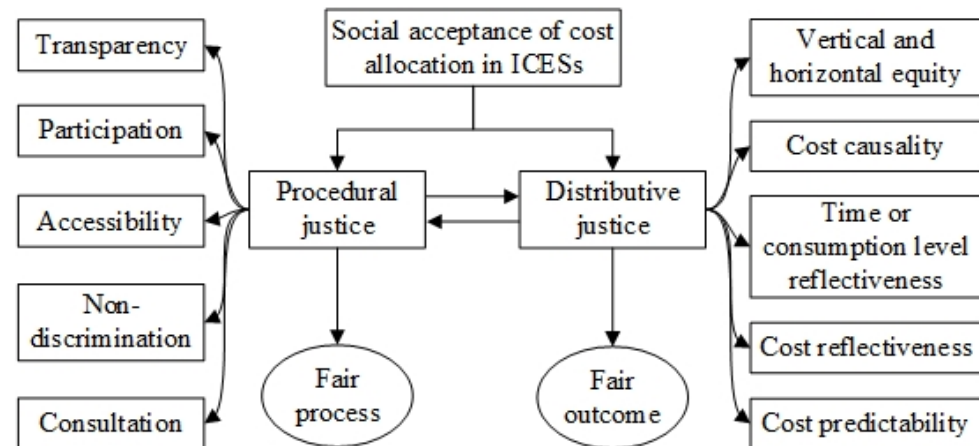 Social acceptance of cost
allocation in ICESs
Transparency
Participation
Accessibility
Non-
discrimination
Consultation
Procedural
justice
Distributive
justice
Fair
process
Fair
outcome
Vertical and
horizontal equity
Cost causality
Time or
consumption level
reflectiveness
Cost reflectiveness
Cost predictability